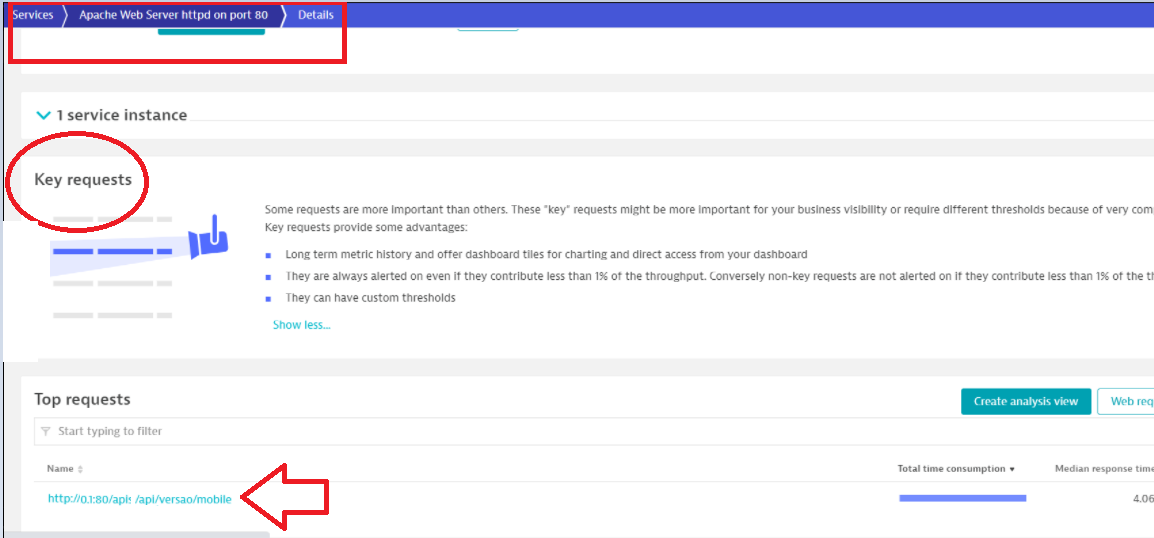 Services Apache Web Server httpd on port 80 Details
1 service instance
Key requests
Some requests are more important than others. These "key" requests might be more important for your business visibility or require different thresholds because of very com
Key requests provide some advantages:
Long term metric history and offer dashboard tiles for charting and direct access from your dashboard
They are always alerted on even if they contribute less than 1% of the throughput. Conversely non-key requests are not alerted on if they contribute less than 1% of the t
They can have custom thresholds
Show less...
Top requests
Create analysis view Web req
Start typing to filter
Name Total time consumption Median response time
http://0.1:80/apis /api/versao/mobile 4.06